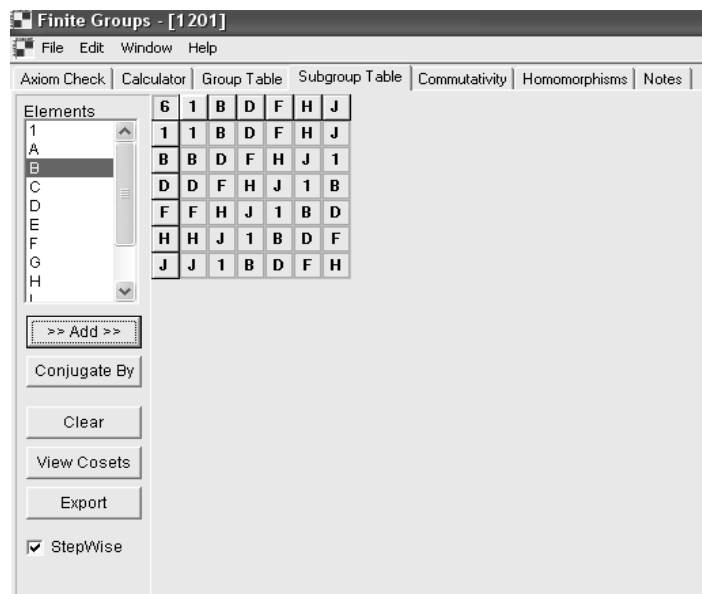 Finite Groups - [1201]
File Edit Window Help
Axiom Check Calculator Group Table Subgroup Table Commutativity Homomorphisms Notes
Elements
1
A
B
C
D
E
F
G
H
6 1 B D F H J
1 1 B D F H J
B B D F H J 1
D D F H J 1 B
F F H J 1 B D
H H J 1 B D F
J J 1 B D F H
>> Add >>
Conjugate By
Clear
View Cosets
Export
StepWise